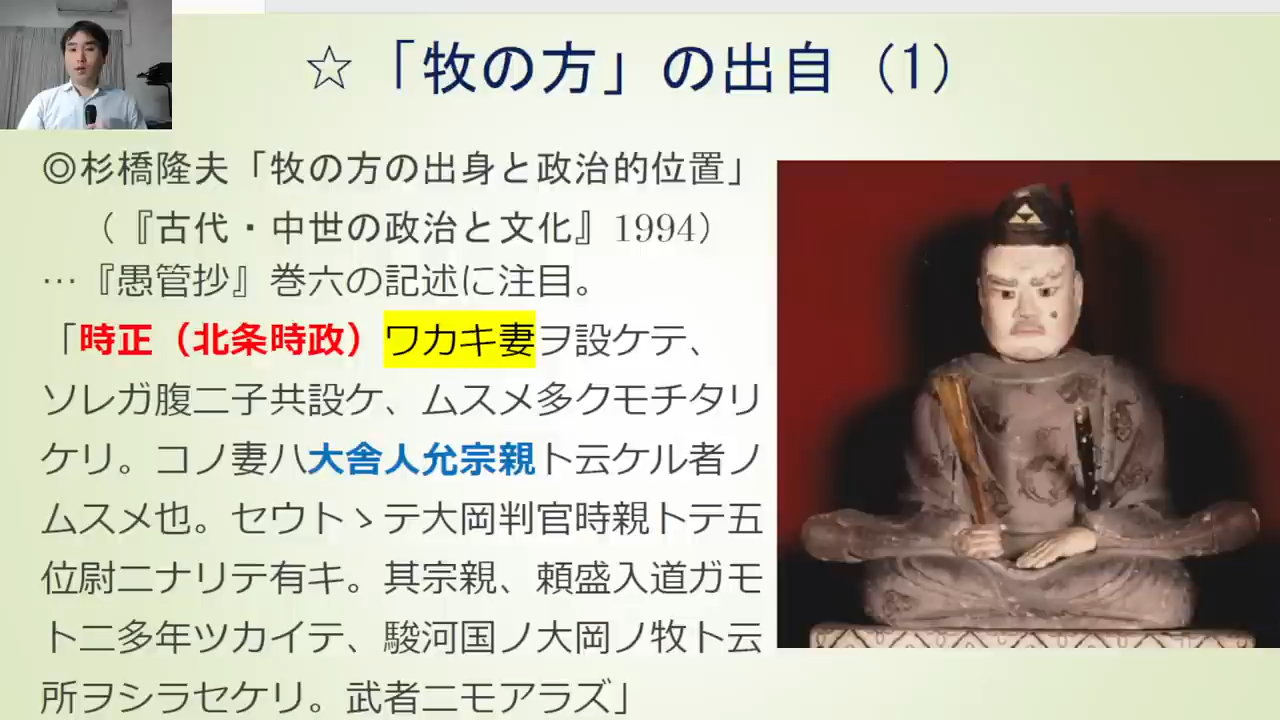 ☆「牧の方」の出自（1）
◎杉橋隆夫「牧の方の出身と政治的位置」
（『古代・中世の政治と文化』1994）
…『愚管抄』巻六の記述に注目。
「時正（北条時政）ワカキ妻ヲ設ケテ、
ソレガ腹ニ子共設ケ、ムスメ多クモチタリ
ケリ。コノ妻ハ大舎人允宗親ト云ケル者ノ
ムスメ也。セウトゝテ大岡判官時親トテ五
位尉ニナリテ有キ。其宗親、頼盛入道ガモ
トニ多年ツカイテ、駿河国ノ大岡ノ牧ト云
所ヲシラセケリ。武者ニモアラズ」